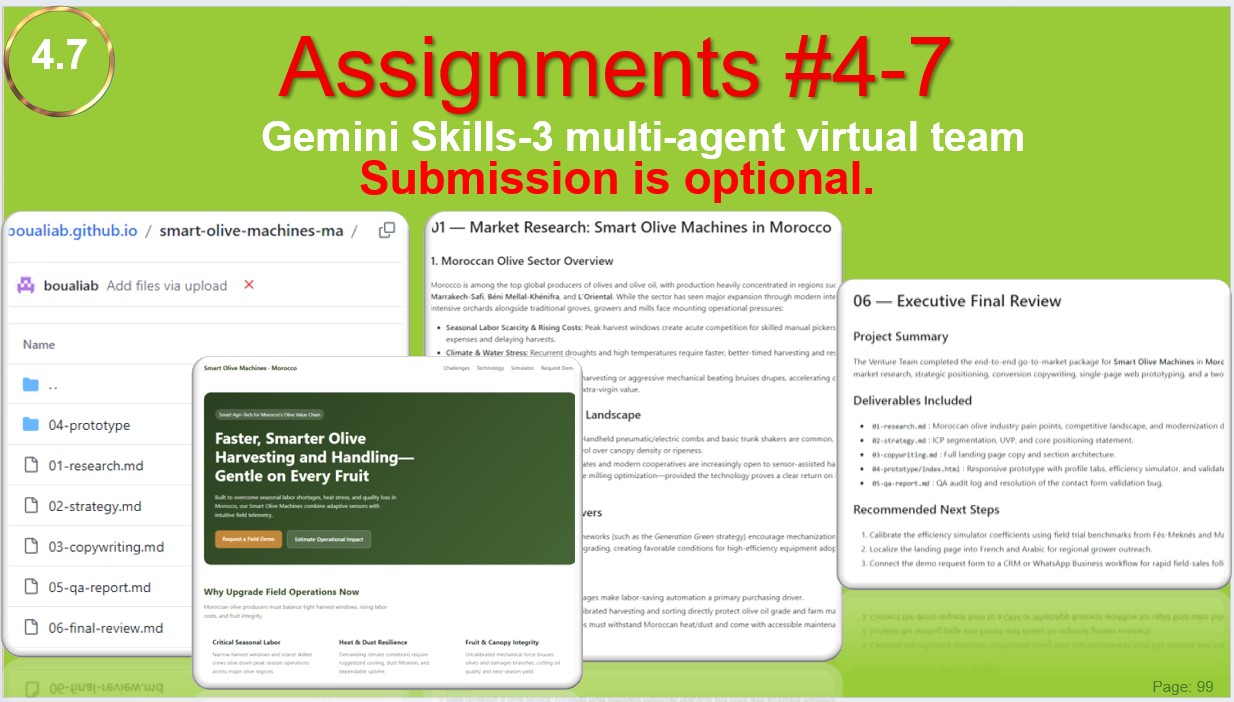 4.7
Assignments #4-7
Gemini Skills-3 multi-agent virtual team
Submission is optional.
boualiab.github.io / smart-olive-machines-ma /
boualiab Add files via upload
Name
..
04-prototype
01-research.md
02-strategy.md
03-copywriting.md
05-qa-report.md
06-final-review.md
Smart Olive Machines - Morocco
Challenges Technology Simulator Request Dem
Smart Agri-Tech for Morocco's Olive Value Chain
Faster, Smarter Olive
Harvesting and Handling—
Gentle on Every Fruit
Built to overcome seasonal labor shortages, heat stress, and quality loss in
Morocco, our Smart Olive Machines combine adaptive sensors with
intuitive field telemetry.
Request a Field Demo
Estimate Operational Impact
Why Upgrade Field Operations Now
Moroccan olive producers must balance tight harvest windows, rising labor
costs, and fruit integrity.
Critical Seasonal Labor
Narrow harvest windows and scarce skilled
crews slow down peak season operations
across major olive regions.
Heat & Dust Resilience
Demanding climate conditions require
ruggedized cooling, dust filtration, and
dependable uptime.
Fruit & Canopy Integrity
Uncalibrated mechanical force bruises
olives and damages branches, cutting oil
quality and next season yield.
01 — Market Research: Smart Olive Machines in Morocco
1. Moroccan Olive Sector Overview
Morocco is among the top global producers of olives and olive oil, with production heavily concentrated in regions suc
Marrakech-Safi, Béni Mellal-Khénifra, and L'Oriental. While the sector has seen major expansion through modern inte
intensive orchards alongside traditional groves, growers and mills face mounting operational pressures:
Seasonal Labor Scarcity & Rising Costs: Peak harvest windows create acute competition for skilled manual pickers
expenses and delaying harvests.
Climate & Water Stress: Recurrent droughts and high temperatures require faster, better-timed harvesting and res
harvesting or aggressive mechanical beating bruises drupes, accelerating
xtra-virgin value.
Landscape
Handheld pneumatic/electric combs and basic trunk shakers are common,
ol over canopy density or ripeness.
ates and modern cooperatives are increasingly open to sensor-assisted ha
e milling optimization—provided the technology proves a clear return on
vers
neworks (such as the Generation Green strategy) encourage mechanization
grading, creating favorable conditions for high-efficiency equipment adop
ages make labor-saving automation a primary purchasing driver.
ibrated harvesting and sorting directly protect olive oil grade and farm ma
s must withstand Moroccan heat/dust and come with accessible maintena
06 — Executive Final Review
Project Summary
The Venture Team completed the end-to-end go-to-market package for Smart Olive Machines in Moroc
market research, strategic positioning, conversion copywriting, single-page web prototyping, and a two
Deliverables Included
01-research.md : Moroccan olive industry pain points, competitive landscape, and modernization d
02-strategy.md : ICP segmentation, UVP, and core positioning statement.
03-copywriting.md : Full landing page copy and section architecture.
04-prototype/index.html : Responsive prototype with profile tabs, efficiency simulator, and validate
05-qa-report.md : QA audit log and resolution of the contact form validation bug.
Recommended Next Steps
1. Calibrate the efficiency simulator coefficients using field trial benchmarks from Fès-Meknès and Ma
2. Localize the landing page into French and Arabic for regional grower outreach.
3. Connect the demo request form to a CRM or WhatsApp Business workflow for rapid field-sales foll
Page: 99